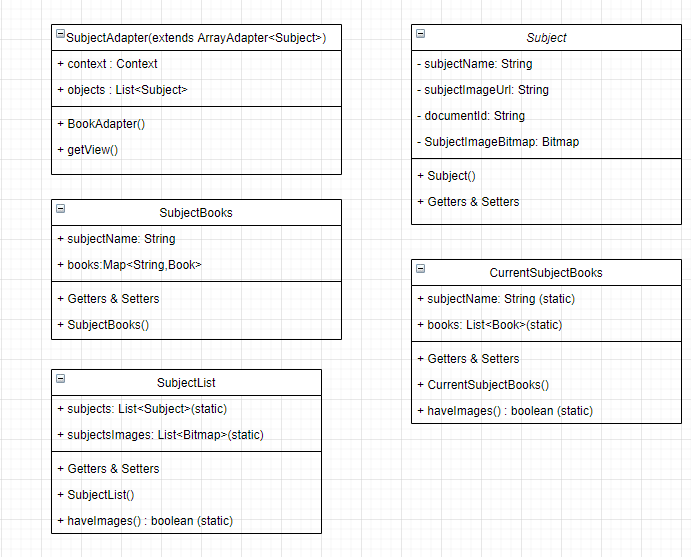 SubjectAdapter(extends ArrayAdapter<Subject>)
+ context : Context
+ objects : List<Subject>
+ BookAdapter()
+ getView()
SubjectBooks
+ subjectName: String
+ books:Map<String,Book>
+ Getters & Setters
+ SubjectBooks()
SubjectList
+ subjects: List<Subject>(static)
+ subjectsImages: List<Bitmap>(static)
+ Getters & Setters
+ SubjectList()
+ haveImages() : boolean (static)
Subject
- subjectName: String
- subjectImageUrl: String
- documentId: String
- SubjectImageBitmap: Bitmap
+ Subject()
+ Getters & Setters
CurrentSubjectBooks
+ subjectName: String (static)
+ books: List<Book>(static)
+ Getters & Setters
+ CurrentSubjectBooks()
+ haveImages() : boolean (static)